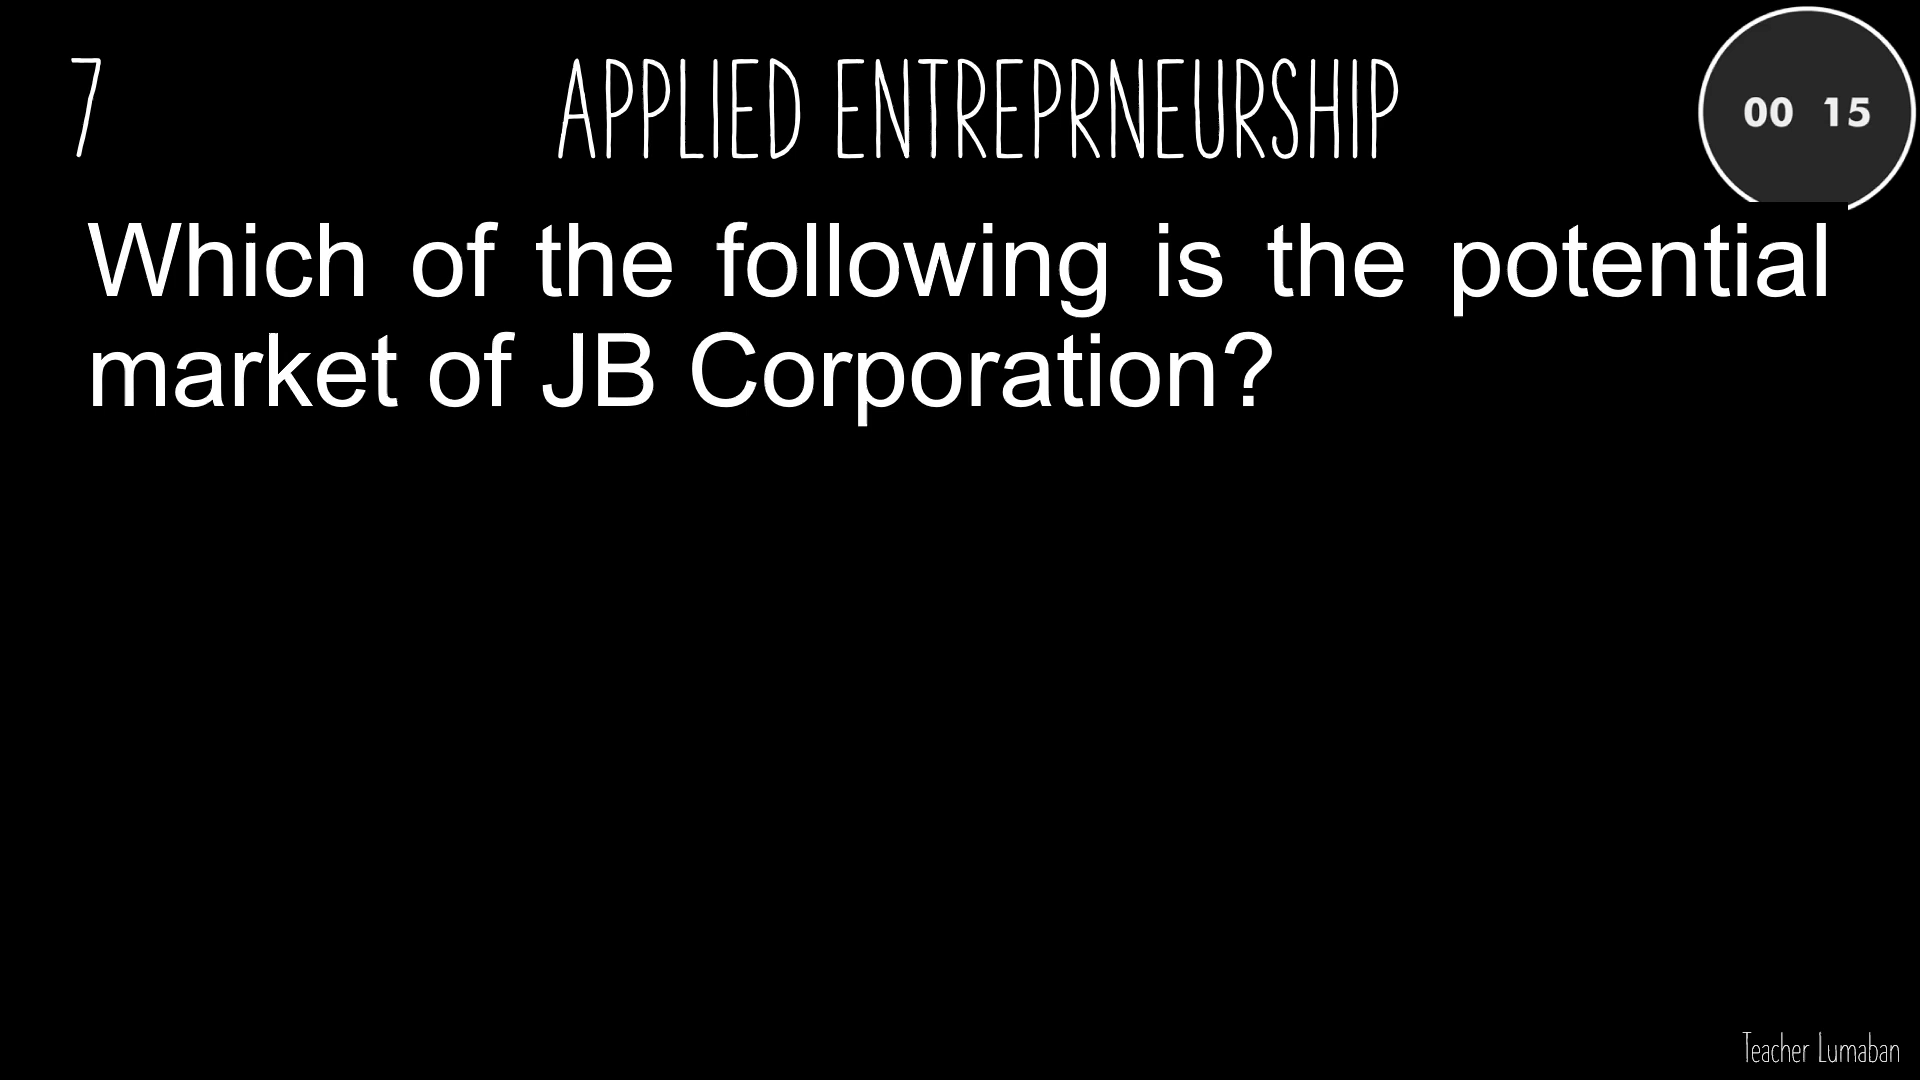 7
APPLIED ENTREPRNEURSHIP
00 15
Which of the following is the potential
market of JB Corporation?
Teacher Lumaban